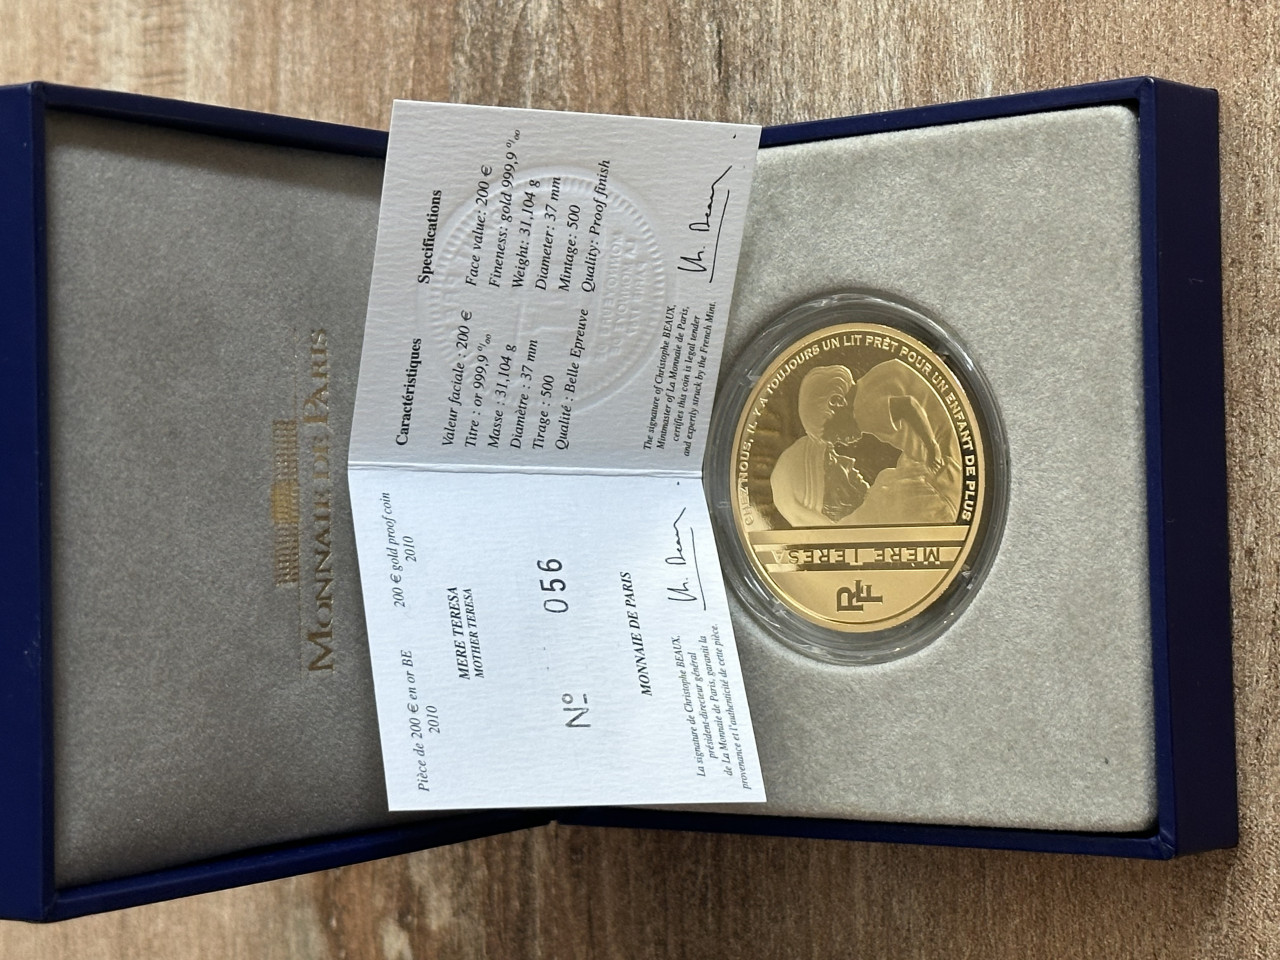 MONNAIE DE PARIS
Pièce de 200 € en or BE
2010
200 € gold proof coin
2010
MERE TERESA
MOTHER TERESA
Nº 056
MONNAIE DE PARIS
La signature de Christophe BEAUX,
président-directeur général
de La Monnaie de Paris, garantit la
provenance et l'authenticité de cette pièce.
Ch. Beaux
Caractéristiques
Valeur faciale : 200 €
Titre : or 999,9 ‰
Masse : 31,104 g
Diamètre : 37 mm
Tirage : 500
Qualité : Belle Epreuve
Specifications
Face value: 200 €
Fineness: gold 999,9 ‰
Weight: 31,104 g
Diameter: 37 mm
Mintage: 500
Quality: Proof finish
The signature of Christophe BEAUX,
Mintmaster of La Monnaie de Paris,
certifies this coin is legal tender
and expertly struck by the French Mint.
Ch. Beaux
CHEZ NOUS, IL Y A TOUJOURS UN LIT PRÊT POUR UN ENFANT DE PLUS
MÈRE TERESA
RF